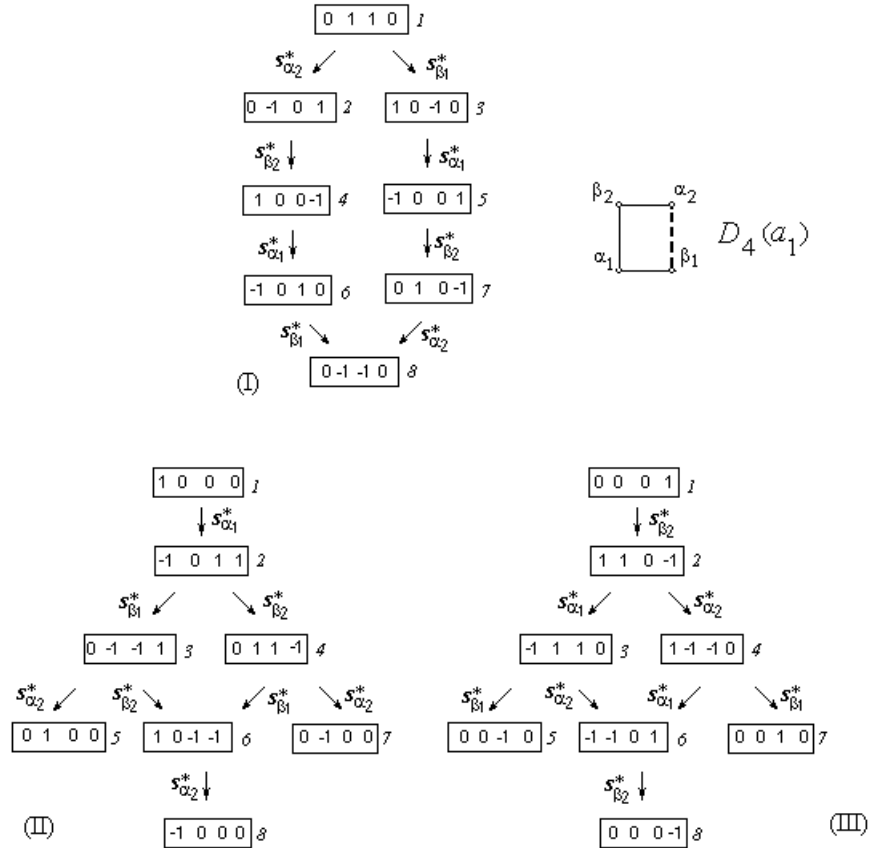 0 1 1 0 1
s*α2 s*β1
0 -1 0 1 2 1 0 -1 0 3
s*β2 s*α1
1 0 0 -1 4 -1 0 0 1 5
s*α1 s*β2
-1 0 1 0 6 0 1 0 -1 7
s*β1 s*α2
0 -1 -1 0 8
(I)
β2 α2
D4(a1)
α1 β1
1 0 0 0 1
s*α1
-1 0 1 1 2
s*β1 s*β2
0 -1 -1 1 3 0 1 1 -1 4
s*α2 s*β2 s*β1 s*α2
0 1 0 0 5 1 0 -1 -1 6 0 -1 0 0 7
s*α2
-1 0 0 0 8
(II)
0 0 0 1 1
s*β2
1 1 0 -1 2
s*α1 s*α2
-1 1 1 0 3 1 -1 -1 0 4
s*β1 s*α2 s*α1 s*β1
0 0 -1 0 5 -1 -1 0 1 6 0 0 1 0 7
s*β2
0 0 0 -1 8
(III)